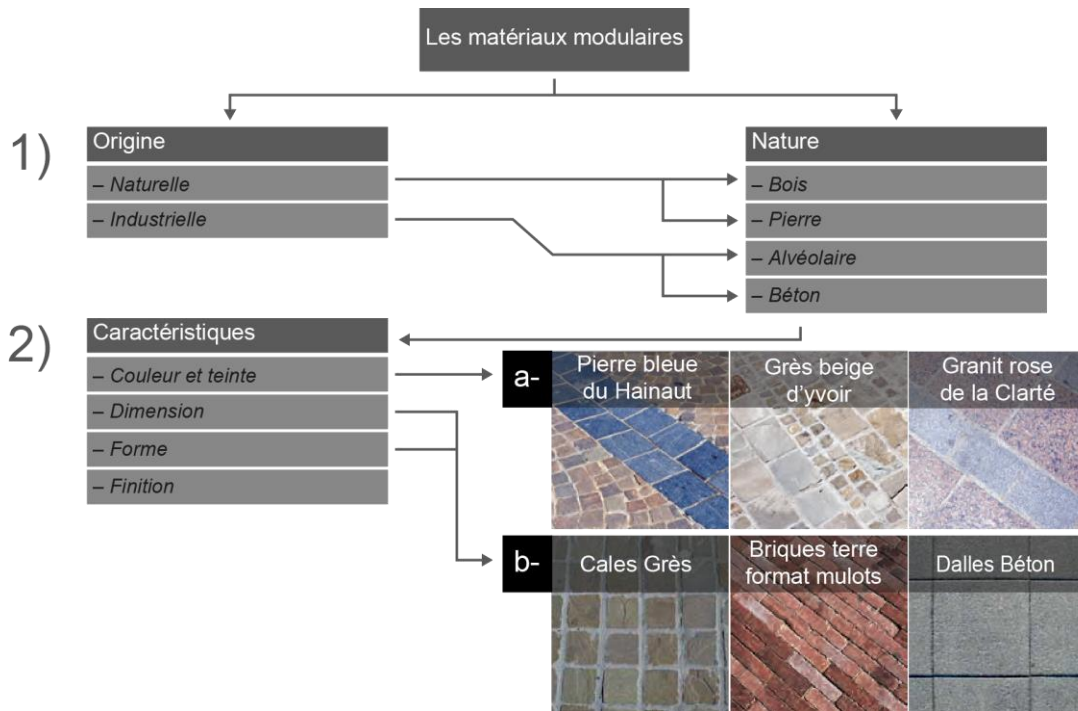 Les matériaux modulaires
1)
Origine
– Naturelle
– Industrielle
Nature
– Bois
– Pierre
– Alvéolaire
– Béton
2)
Caractéristiques
– Couleur et teinte
– Dimension
– Forme
– Finition
a-
Pierre bleue
du Hainaut
Grès beige
d'yvoir
Granit rose
de la Clarté
b-
Cales Grès
Briques terre
format mulots
Dalles Béton